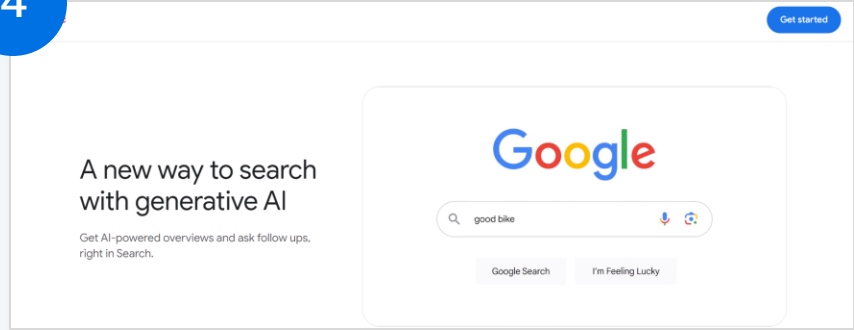 4
Get started
Google
A new way to search
with generative AI
good bike
Get AI-powered overviews and ask follow ups,
right in Search.
Google Search
I'm Feeling Lucky